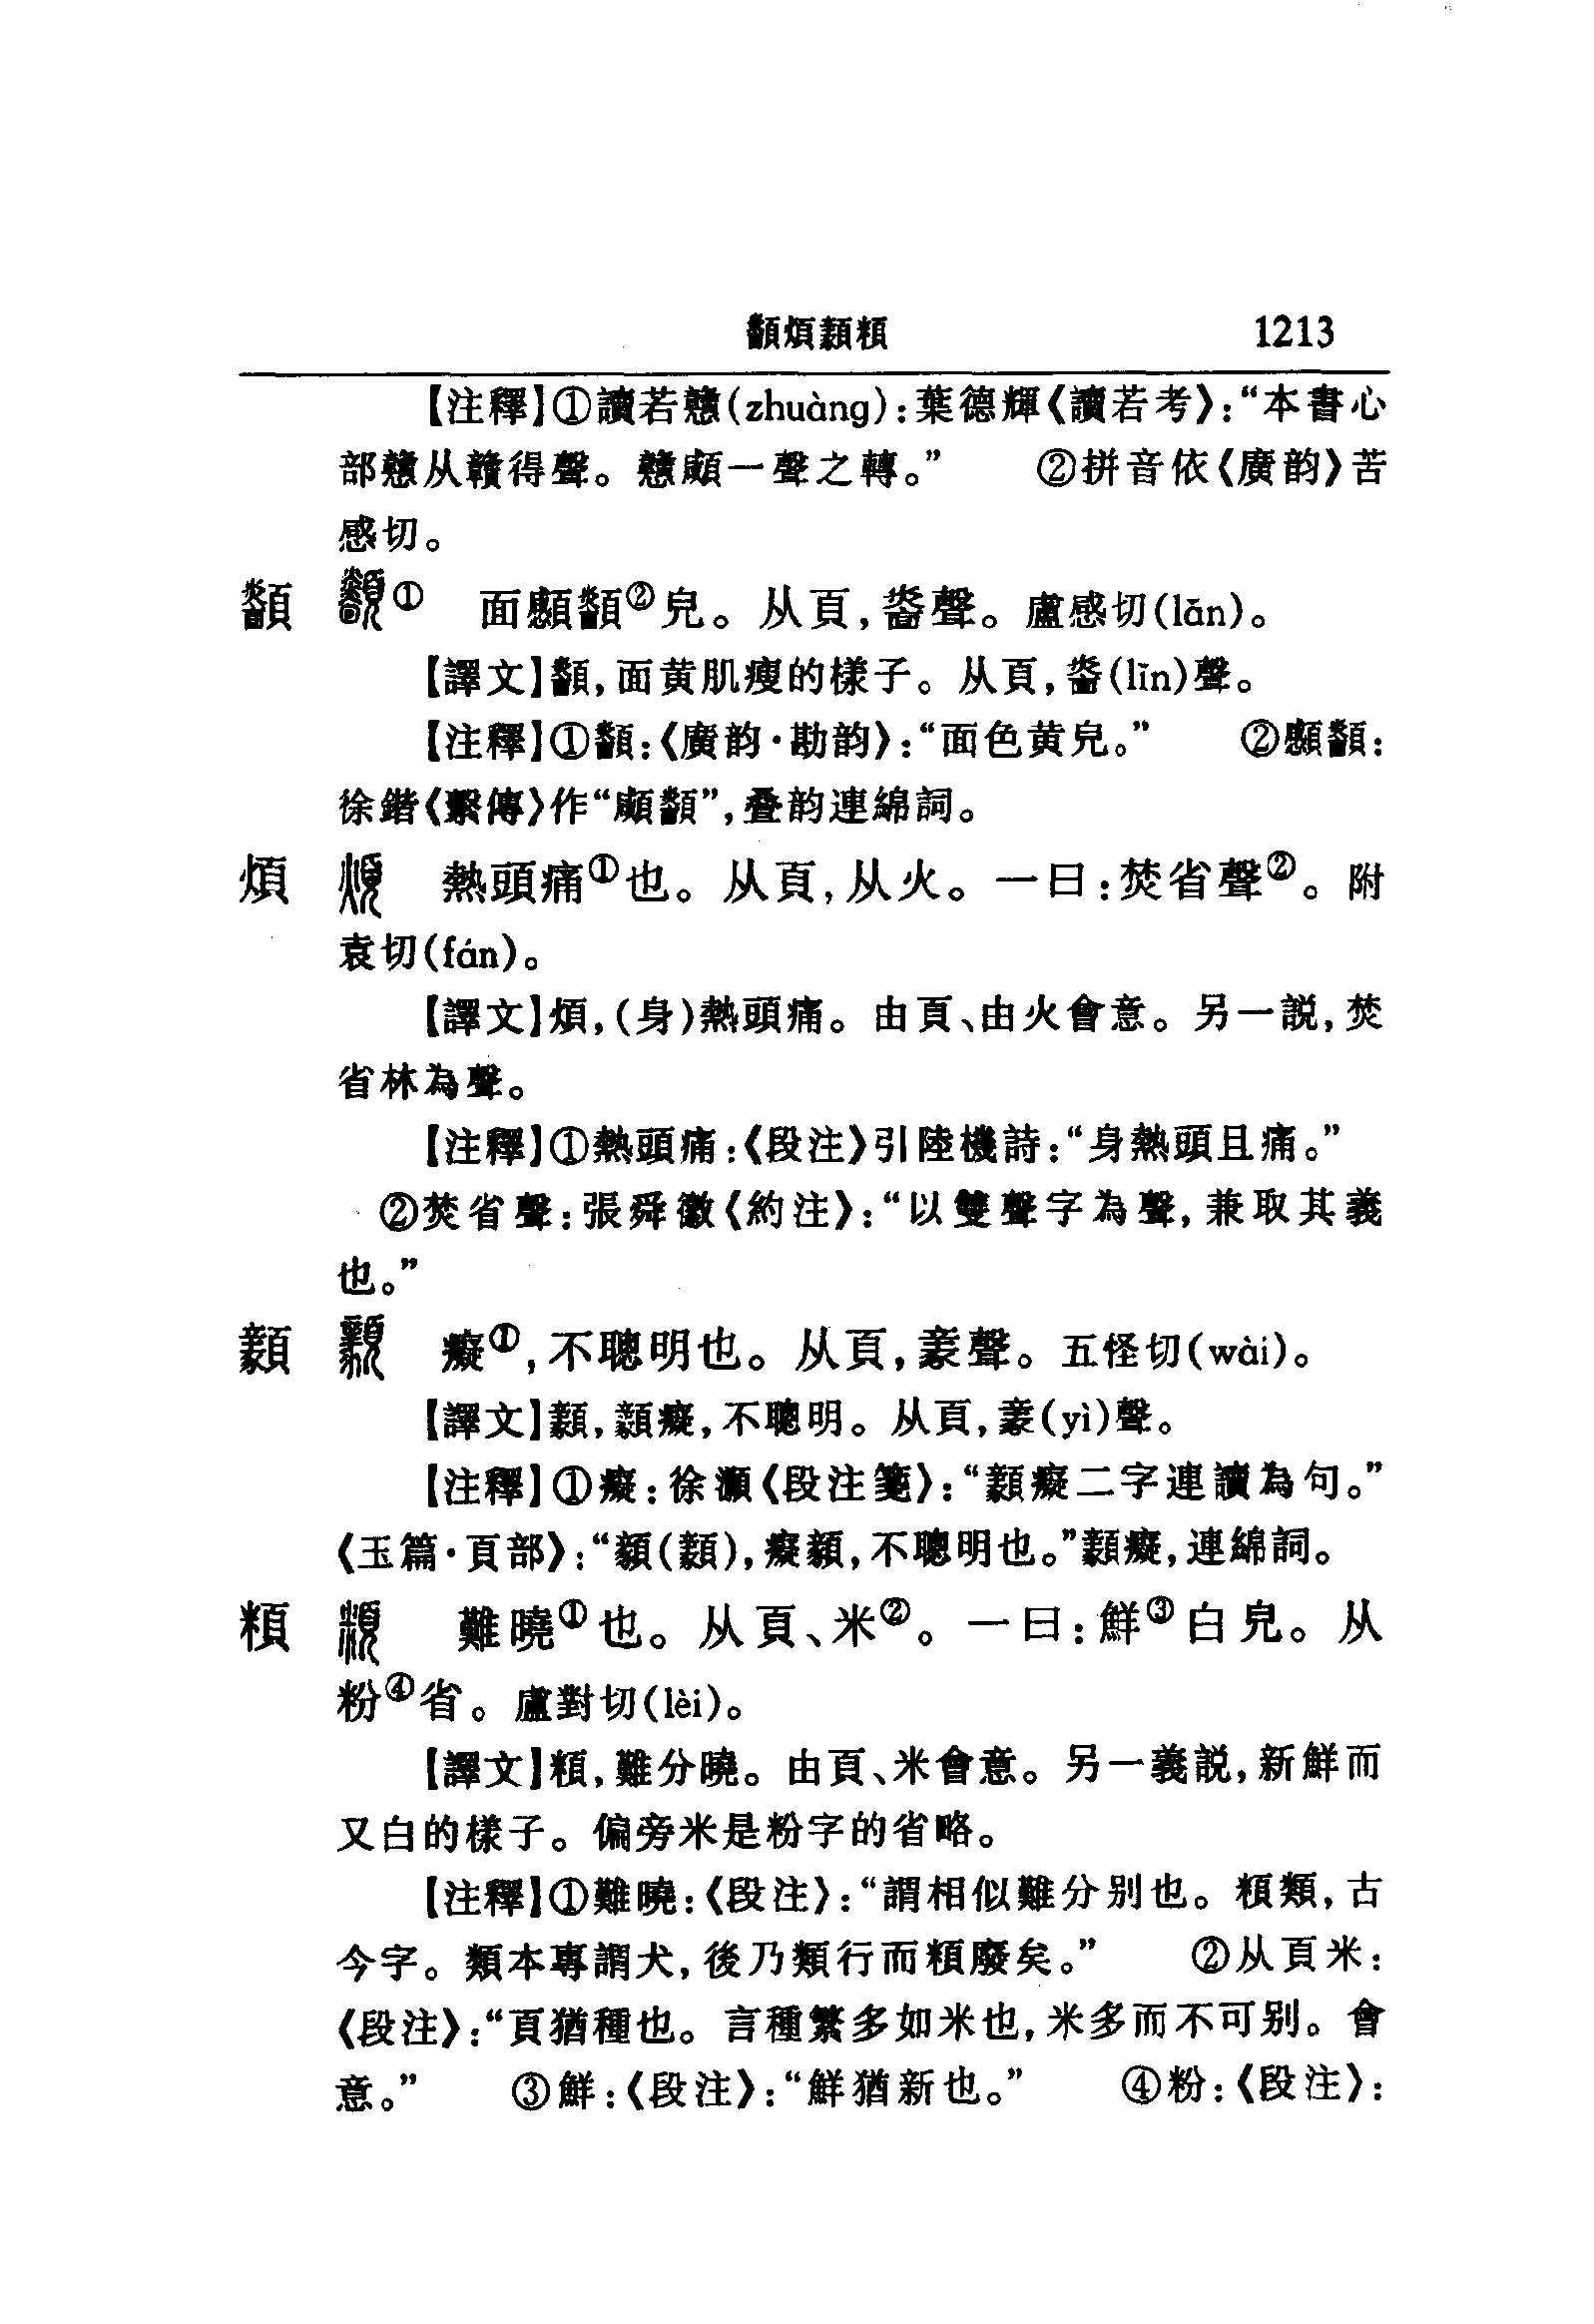 顲煩顡頪 1213
【注釋】①讀若戇(zhuàng)：葉德輝《讀若考》：“本書心
部戇从贛得聲。戇顑一聲之轉。” ②拼音依《廣韵》苦
感切。
顲 ① 面顲②皃。从頁，㐭聲。盧感切(lǎn)。
【譯文】顲，面黄肌瘦的樣子。从頁，(lǐn)聲。
【注釋】①顲：《廣韵·勘韵》：“面色黄皃。” ②顲：
徐鍇《繫傳》作“顑顲”，叠韵連綿詞。
煩 煩 熱頭痛①也。从頁，从火。一曰：焚省聲②。附
袁切(fán)。
【譯文】煩，(身)熱頭痛。由頁、由火會意。另一説，焚
省林為聲。
【注釋】①熱頭痛：《段注》引陸機詩：“身熱頭且痛。”
②焚省聲：張舜徽《約注》：“以雙聲字為聲，兼取其義
也。”
顡 顡 癡①，不聰明也。从頁，豙聲。五怪切(wài)。
【譯文】顡，顡癡，不聰明。从頁，豙(yì)聲。
【注釋】①癡：徐灝《段注箋》：“顡癡二字連讀為句。”
《玉篇·頁部》：“(顡)，癡，不聰明也。”顡癡，連綿詞。
頪 頪 難曉①也。从頁、米②。一曰：鮮③白皃。从
粉④省。盧對切(lèi)。
【譯文】頪，難分曉。由頁、米會意。另一義説，新鮮而
又白的樣子。偏旁米是粉字的省略。
【注釋】①難曉：《段注》：“謂相似難分别也。頪類，古
今字。類本專謂犬，後乃類行而頪廢矣。” ②从頁米：
《段注》：“頁猶種也。言種繁多如米也，米多而不可别。會
意。” ③鮮：《段注》：“鮮猶新也。” ④粉：《段注》：